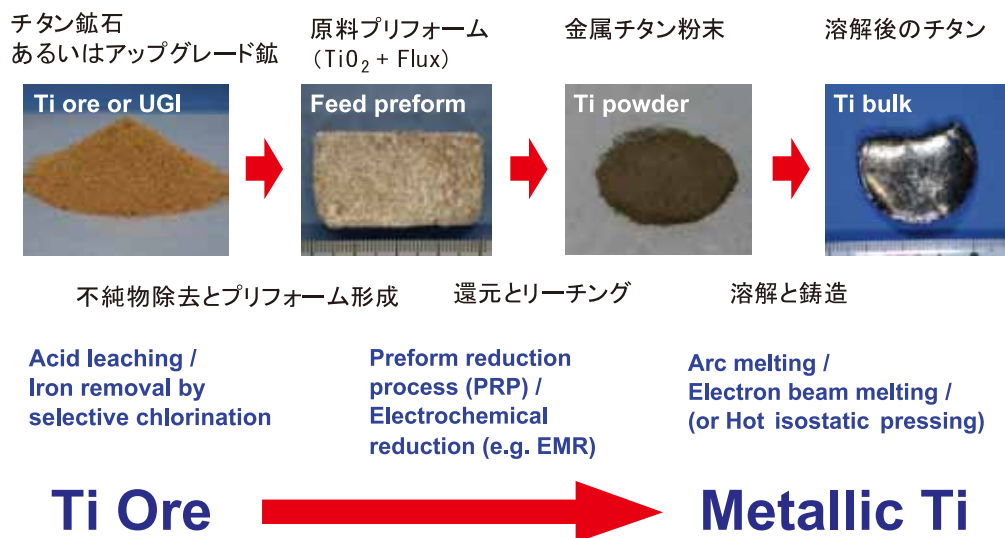 チタン鉱石
あるいはアップグレード鉱
原料プリフォーム
（TiO₂ + Flux）
金属チタン粉末
溶解後のチタン
Ti ore or UGI
Feed preform
Ti powder
Ti bulk
不純物除去とプリフォーム形成
還元とリーチング
溶解と鋳造
Acid leaching /
Iron removal by
selective chlorination
Preform reduction
process (PRP) /
Electrochemical
reduction (e.g. EMR)
Arc melting /
Electron beam melting /
(or Hot isostatic pressing)
Ti Ore
Metallic Ti